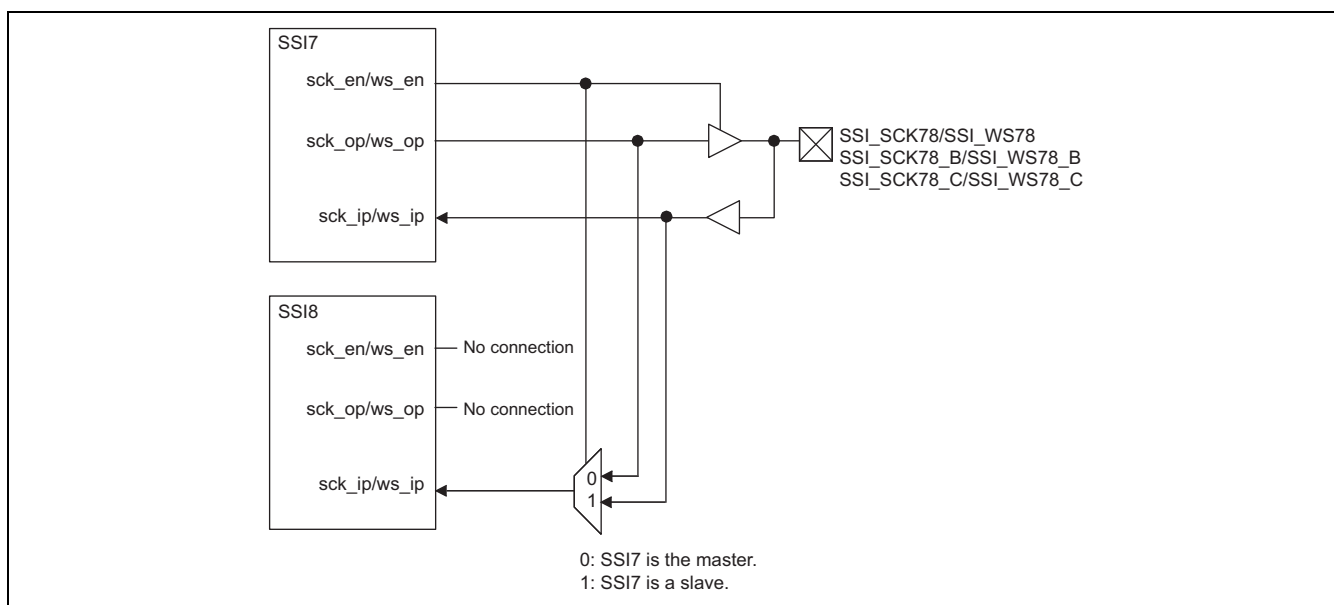 SSI7
sck_en/ws_en
sck_op/ws_op
SSI_SCK78/SSI_WS78
SSI_SCK78_B/SSI_WS78_B
SSI_SCK78_C/SSI_WS78_C
sck_ip/ws_ip
SSI8
sck_en/ws_en No connection
sck_op/ws_op No connection
sck_ip/ws_ip
0
1
0: SSI7 is the master.
1: SSI7 is a slave.